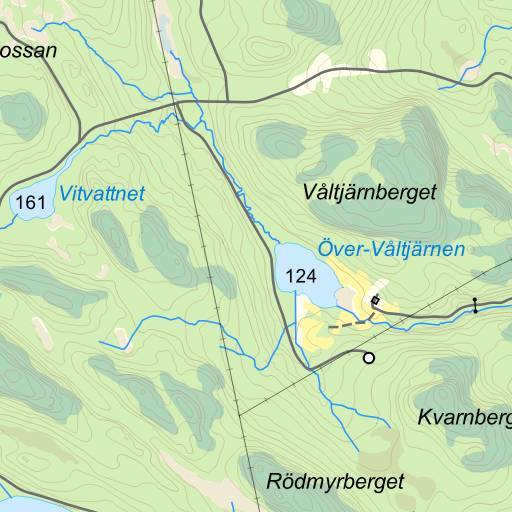 ossan
Våltjärnberget
Vitvattnet
161
Över-Våltjärnen
124
Kvarnberg
Rödmyrberget